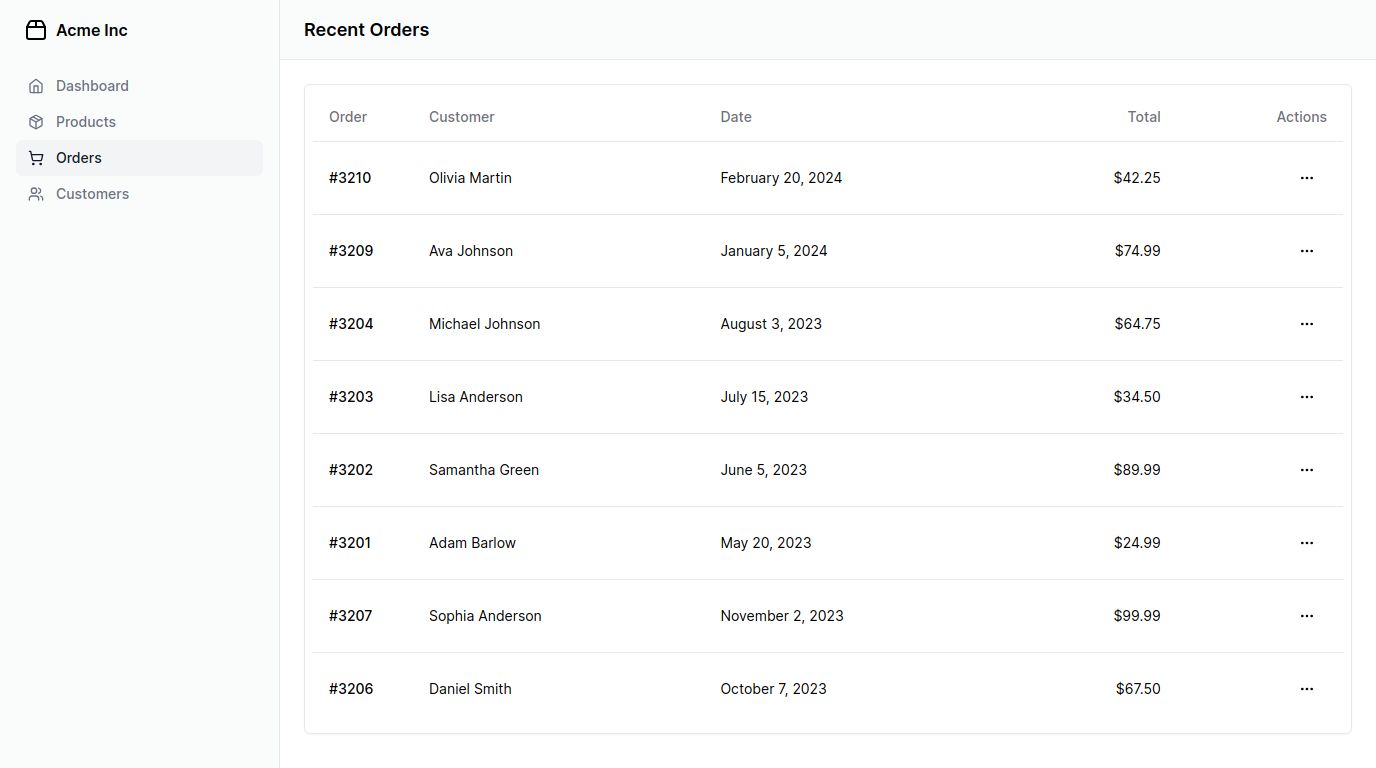 Acme Inc
Dashboard
Products
Orders
Customers
Recent Orders
Order Customer Date Total Actions
#3210 Olivia Martin February 20, 2024 $42.25
#3209 Ava Johnson January 5, 2024 $74.99
#3204 Michael Johnson August 3, 2023 $64.75
#3203 Lisa Anderson July 15, 2023 $34.50
#3202 Samantha Green June 5, 2023 $89.99
#3201 Adam Barlow May 20, 2023 $24.99
#3207 Sophia Anderson November 2, 2023 $99.99
#3206 Daniel Smith October 7, 2023 $67.50